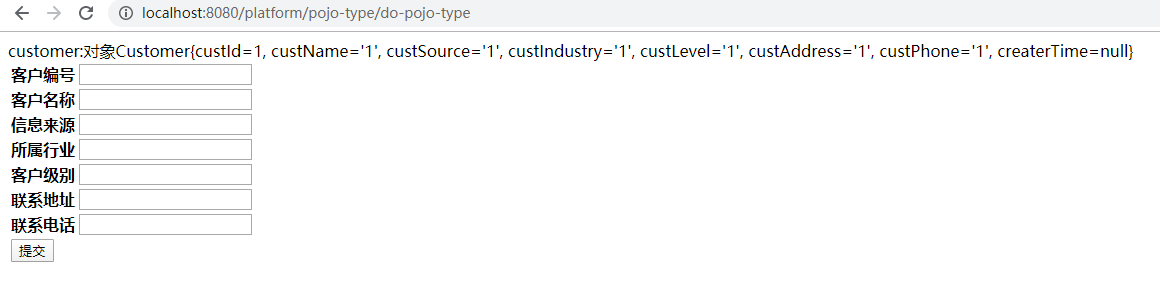 localhost:8080/platform/pojo-type/do-pojo-type
customer:对象Customer{custId=1, custName='1', custSource='1', custIndustry='1', custLevel='1', custAddress='1', custPhone='1', createrTime=null}
客户编号
客户名称
信息来源
所属行业
客户级别
联系地址
联系电话
提交